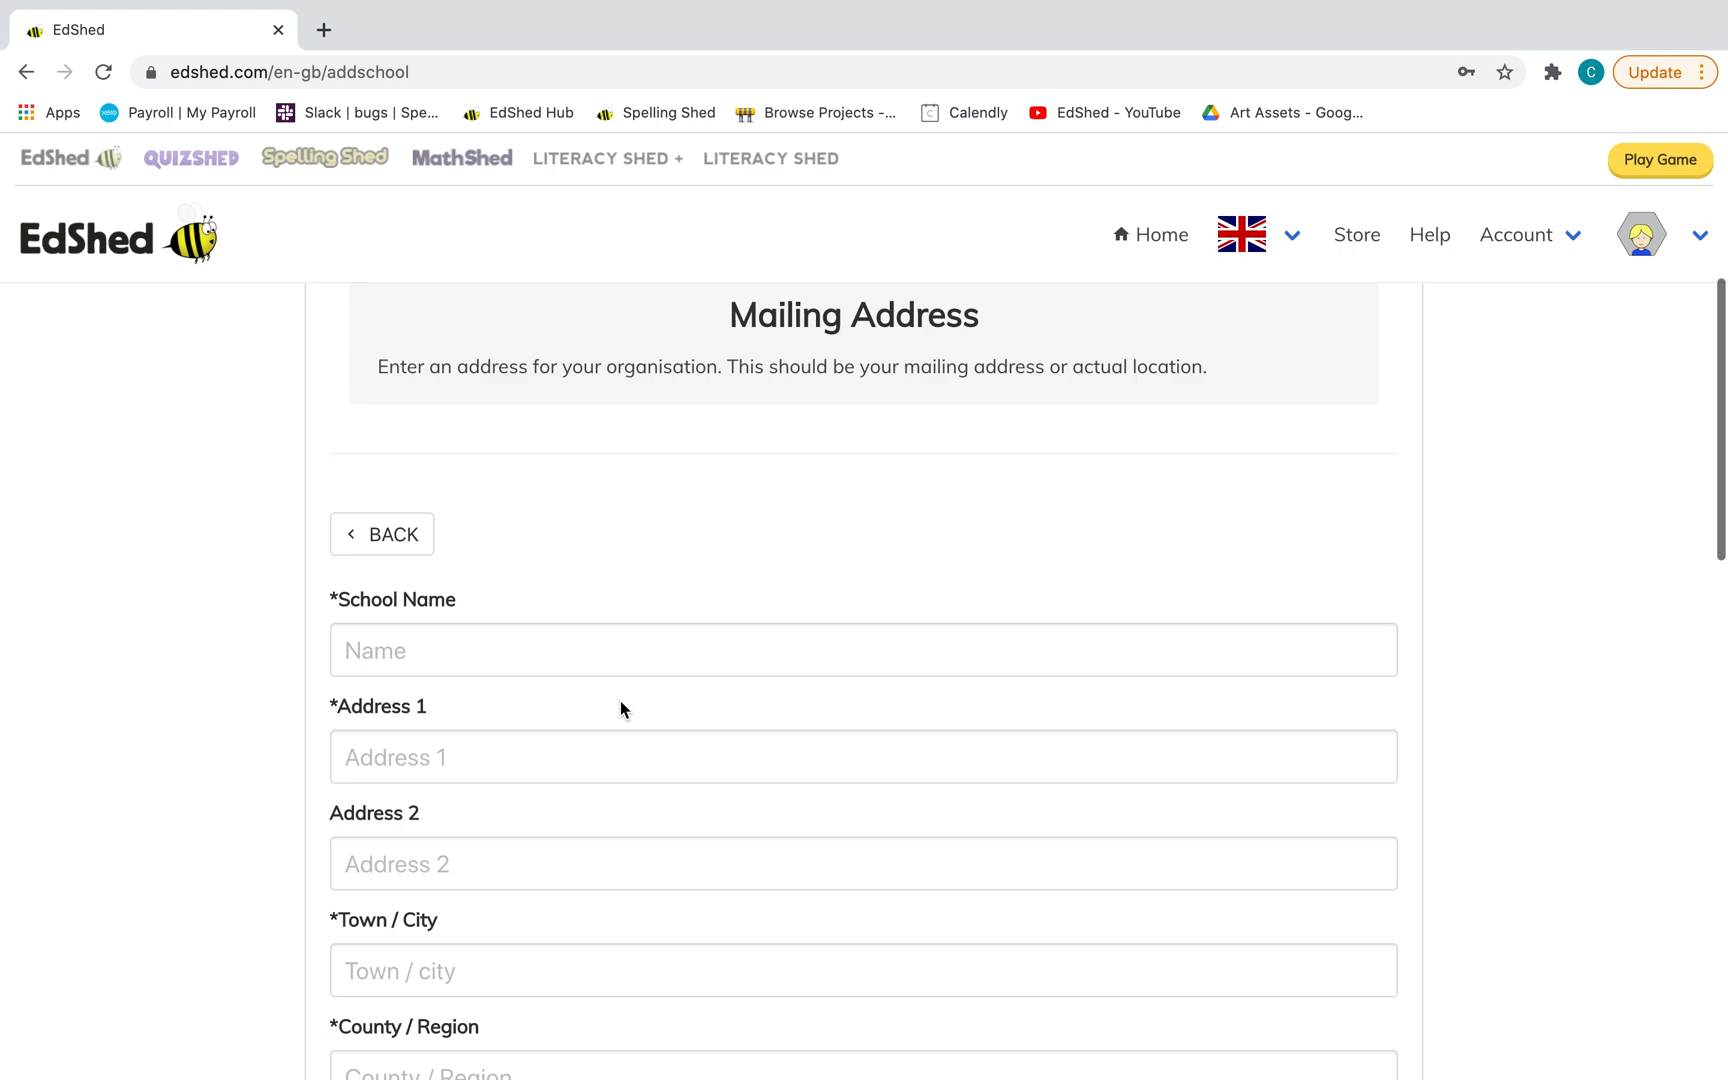 EdShed
edshed.com/en-gb/addschool
C
Update
Apps
xero
Payroll | My Payroll
Slack | bugs | Spe...
EdShed Hub
Spelling Shed
Browse Projects -...
C
Calendly
EdShed - YouTube
Art Assets - Goog...
EdShed
QUIZSHED
Spelling Shed
MathShed
LITERACY SHED +
LITERACY SHED
Play Game
EdShed
Home
Store
Help
Account
Mailing Address
Enter an address for your organisation. This should be your mailing address or actual location.
BACK
*School Name
Name
*Address 1
Address 1
Address 2
Address 2
*Town / City
Town / city
*County / Region
County / Region